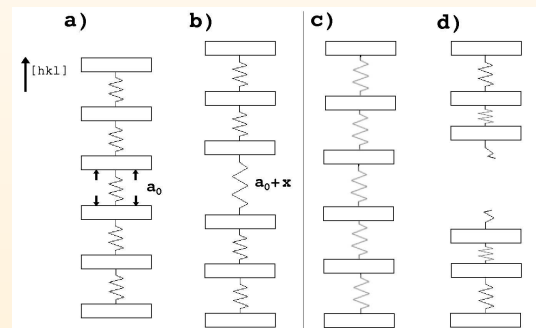 a) b) c) d)
[hkl]
a₀
a₀+x